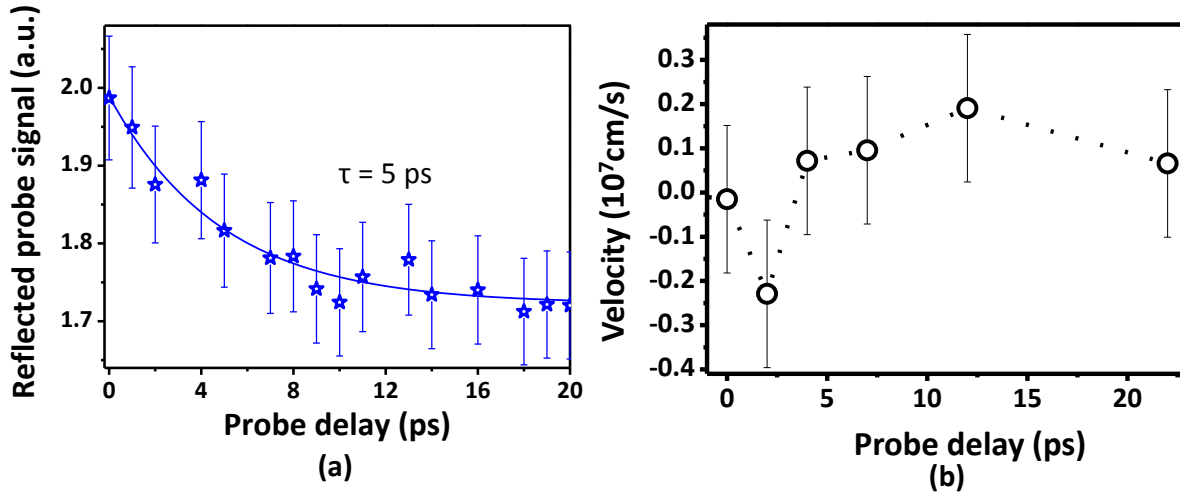 Reflected probe signal (a.u.)
2.0
1.9
1.8
1.7
τ = 5 ps
0 4 8 12 16 20
Probe delay (ps)
(a)
Velocity (10⁷cm/s)
0.3
0.2
0.1
0.0
-0.1
-0.2
-0.3
-0.4
0 5 10 15 20
Probe delay (ps)
(b)